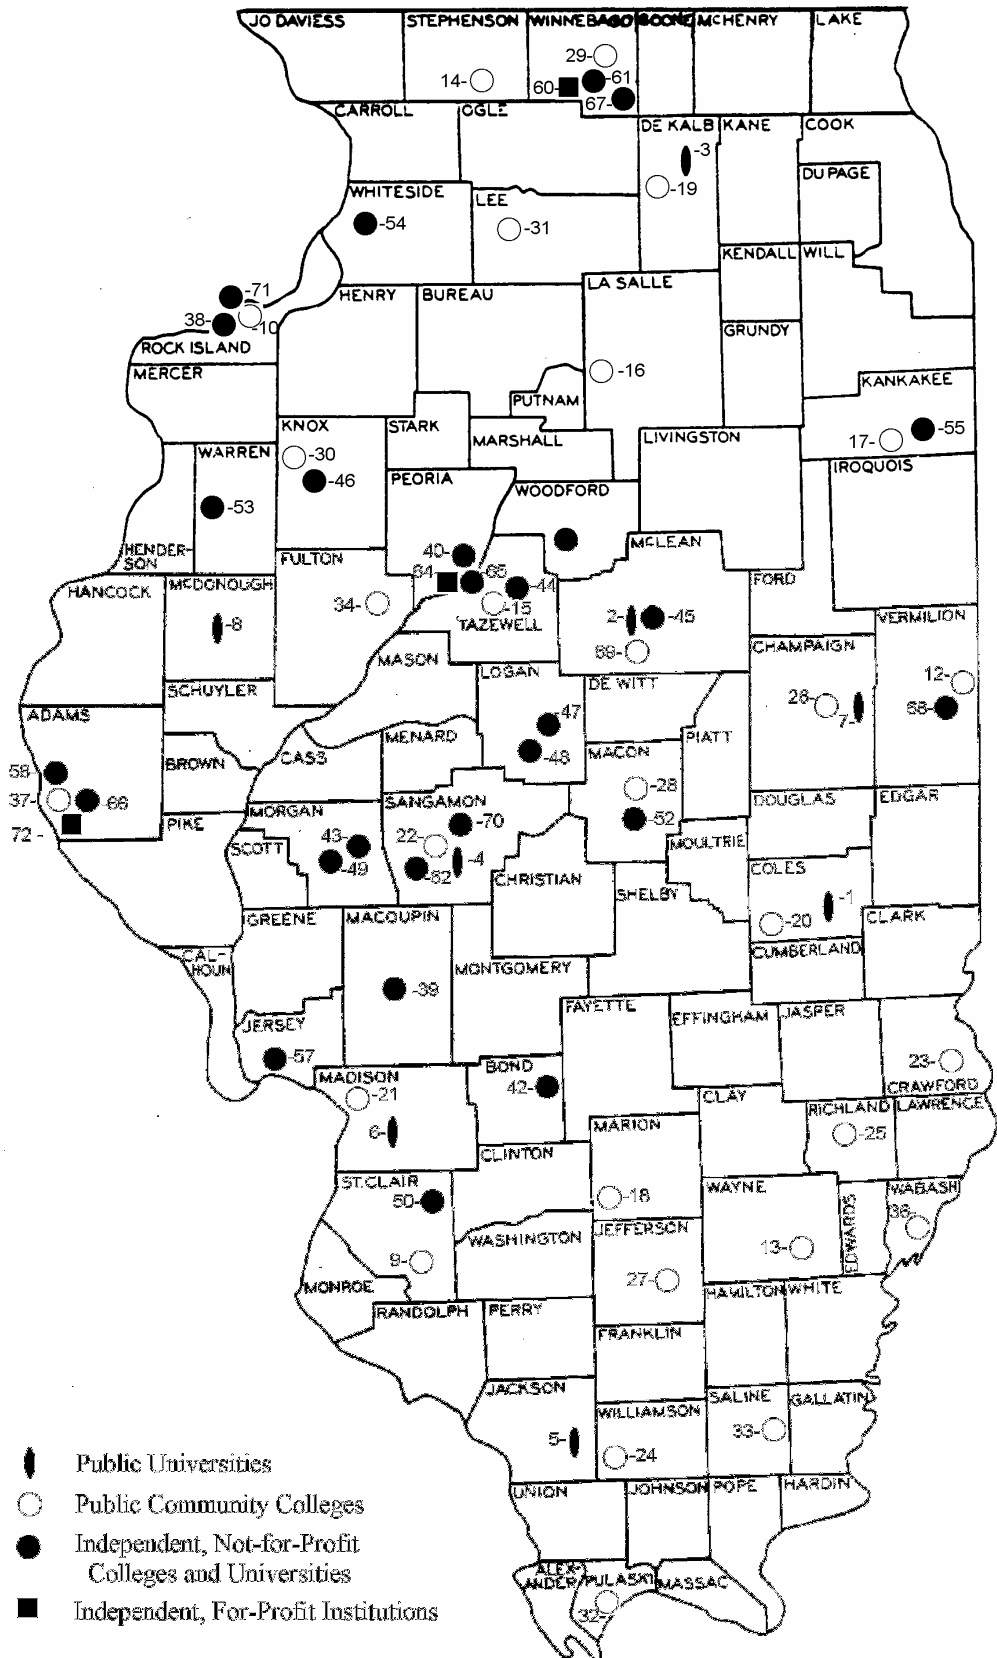 JO DAVIESS STEPHENSON WINNEBAGO BOONE MCHENRY LAKE
29-
14- 60- -61
67-
CARROLL OGLE DE KALB KANE COOK
-3
-19
DU PAGE
WHITESIDE LEE
-54 -31
KENDALL WILL
-71
38- -10
HENRY BUREAU LA SALLE
ROCK ISLAND GRUNDY
MERCER -16 KANKAKEE
PUTNAM
KNOX STARK MARSHALL LIVINGSTON 17- -55
WARREN -30 IROQUOIS
-46 PEORIA WOODFORD
-53
HENDER-
SON
FULTON 40- MCLEAN
64- -65 -44
HANCOCK MCDONOUGH FORD
34- -15
-8 TAZEWELL 2- -45 VERMILION
MASON 69- CHAMPAIGN
SCHUYLER LOGAN DE WITT 12-
ADAMS 26- 7- 68-
-47
MENARD PIATT
58- BROWN CASS -48 MACON
37- -66 -28
72 - PIKE MORGAN SANGAMON DOUGLAS EDGAR
-70 -52
43- 22- MOULTRIE
SCOTT -49 -62 -4
CHRISTIAN SHELBY COLES
-1
GREENE MACOUPIN -20 CLARK
CAL-
HOUN
CUMBERLAND
MONTGOMERY
-39
FAYETTE EFFINGHAM JASPER
JERSEY
-57 23-
MADISON BOND CRAWFORD
-21 42- CLAY RICHLAND LAWRENCE
6- MARION -25
CLINTON
ST. CLAIR WAYNE WABASH
50- -18 EDWARDS 36-
WASHINGTON JEFFERSON
9- 13-
27-
MONROE HAMILTON WHITE
RANDOLPH PERRY
FRANKLIN
JACKSON SALINE GALLATIN
WILLIAMSON
5- -24 33-
UNION JOHNSON POPE HARDIN
ALEX-
ANDER PULASKI MASSAC
32-
Public Universities
Public Community Colleges
Independent, Not-for-Profit
Colleges and Universities
Independent, For-Profit Institutions